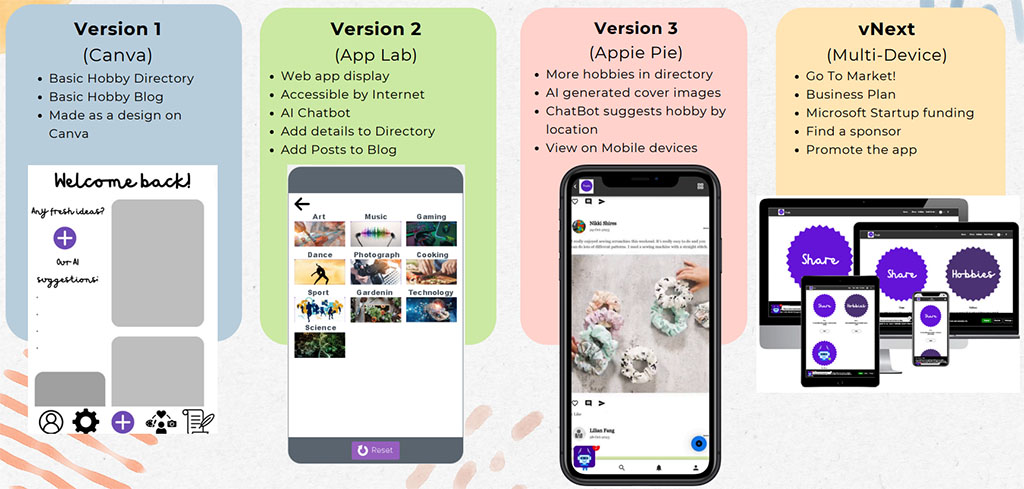 Version 1
(Canva)
Basic Hobby Directory
Basic Hobby Blog
Made as a design on
Canva
Welcome back!
Any fresh ideas?
Our AI
suggestions:
Version 2
(App Lab)
Web app display
Accessible by Internet
AI Chatbot
Add details to Directory
Add Posts to Blog
Art Music Gaming
Dance Photograph Cooking
Sport Gardenin Technology
Science
Reset
Version 3
(Appie Pie)
More hobbies in directory
AI generated cover images
ChatBot suggests hobby by
location
View on Mobile devices
Nikki Shires
really enjoyed sewing scrunchies this weekend. It's really easy to do and you
can do lots of different patterns. I used a sewing machine with a straight stitch.
1 Like
Lilian Fang
vNext
(Multi-Device)
Go To Market!
Business Plan
Microsoft Startup funding
Find a sponsor
Promote the app
Share
Share
Hobbies
Share
Hobbies
Share